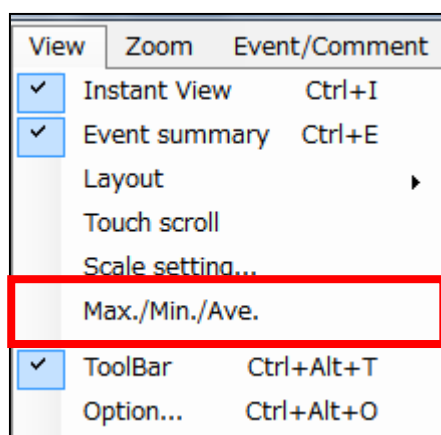 View Zoom Event/Comment
Instant View Ctrl+I
Event summary Ctrl+E
Layout
Touch scroll
Scale setting...
Max./Min./Ave.
ToolBar Ctrl+Alt+T
Option... Ctrl+Alt+O